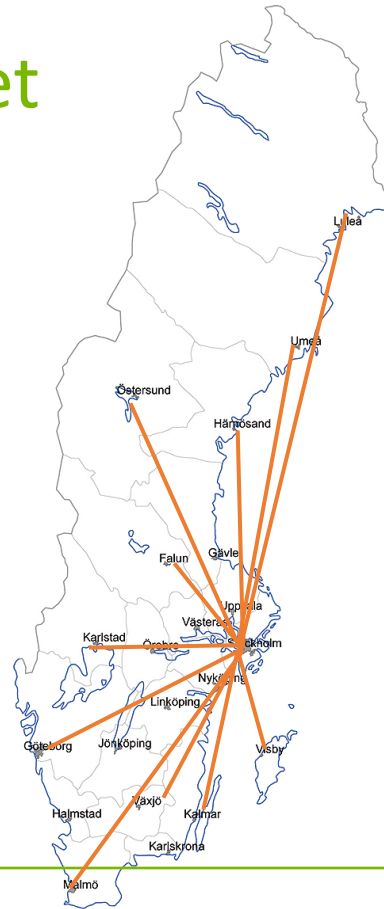 et
Luleå
Umeå
Östersund
Härnösand
Falun
Gävle
Uppsala
Västerås
Karlstad
Örebro
Stockholm
Nyköping
Linköping
Göteborg
Jönköping
Visby
Växjö
Halmstad
Kalmar
Karlskrona
Malmö